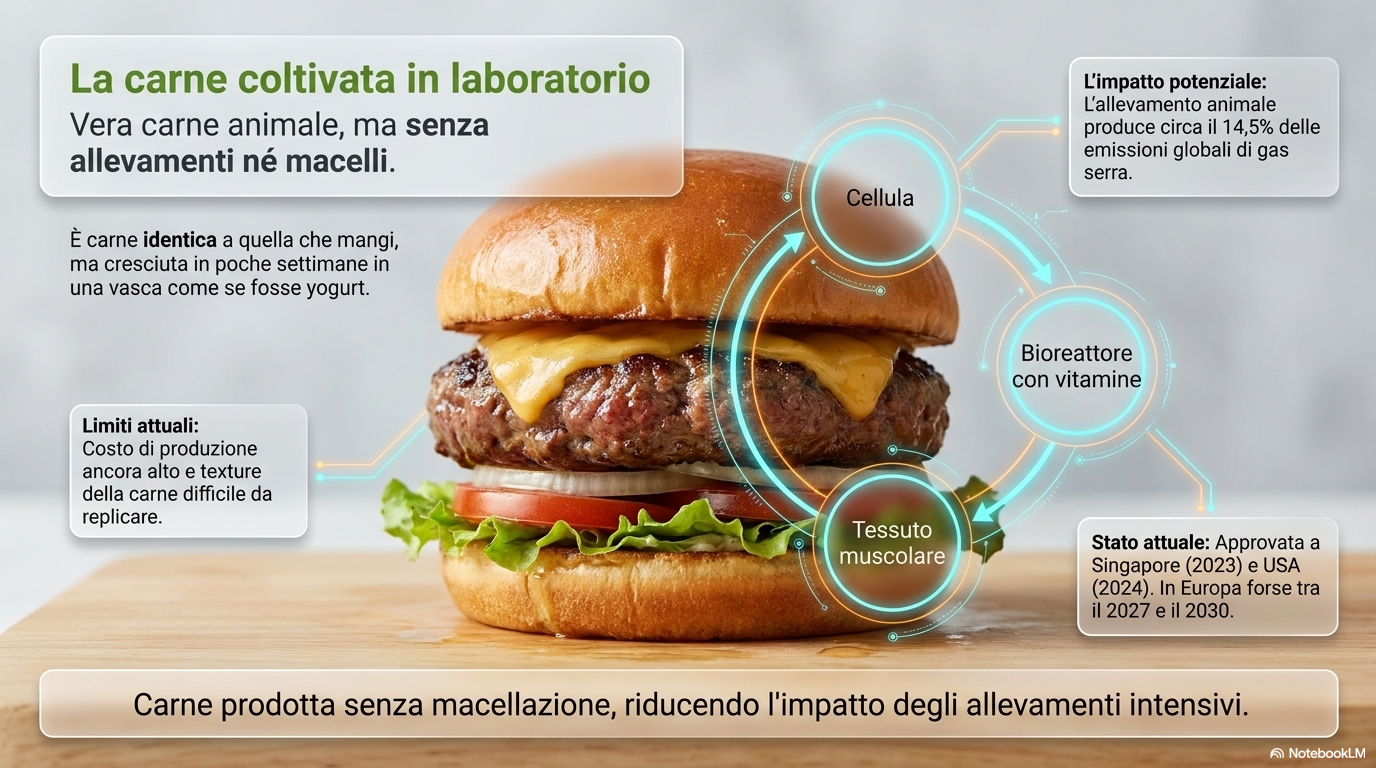 La carne coltivata in laboratorio
Vera carne animale, ma senza
allevamenti né macelli.
È carne identica a quella che mangi,
ma cresciuta in poche settimane in
una vasca come se fosse yogurt.
Limiti attuali:
Costo di produzione
ancora alto e texture
della carne difficile da
replicare.
Cellula
Bioreattore
con vitamine
Tessuto
muscolare
L'impatto potenziale:
L'allevamento animale
produce circa il 14,5% delle
emissioni globali di gas
serra.
Stato attuale: Approvata a
Singapore (2023) e USA
(2024). In Europa forse tra
il 2027 e il 2030.
Carne prodotta senza macellazione, riducendo l'impatto degli allevamenti intensivi.
NotebookLM